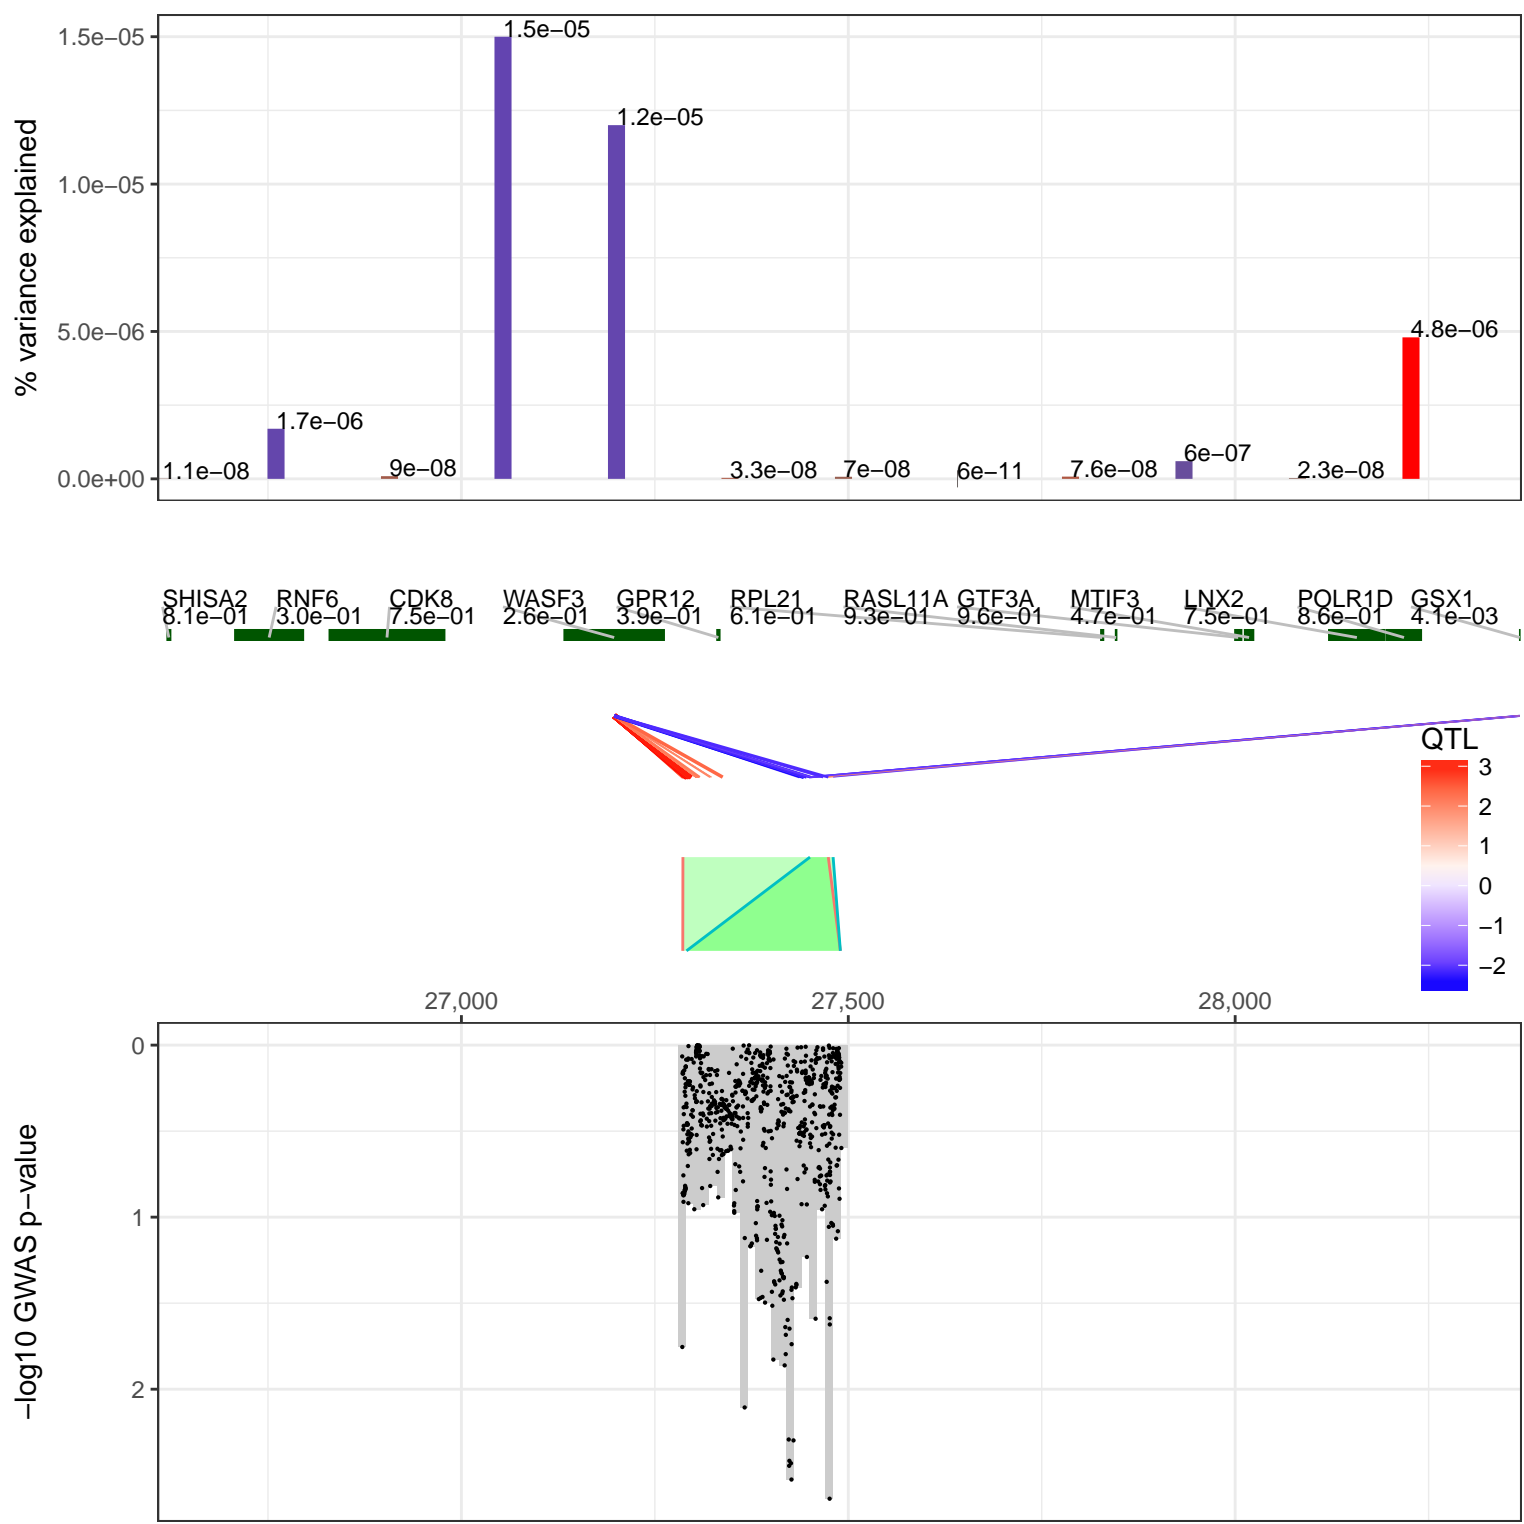 % variance explained
1.5e−05
1.0e−05
5.0e−06
0.0e+00
1.5e−05
1.2e−05
4.8e−06
1.7e−06
6e−07
1.1e−08
9e−08
3.3e−08
7e−08
6e−11
7.6e−08
2.3e−08
SHISA2 RNF6 CDK8 WASF3 GPR12 RPL21 RASL11A GTF3A MTIF3 LNX2 POLR1D GSX1
8.1e−01 3.0e−01 7.5e−01 2.6e−01 3.9e−01 6.1e−01 9.3e−01 9.6e−01 4.7e−01 7.5e−01 8.6e−01 4.1e−03
QTL
3
2
1
0
−1
−2
27,000 27,500 28,000
−log10 GWAS p−value
0
1
2